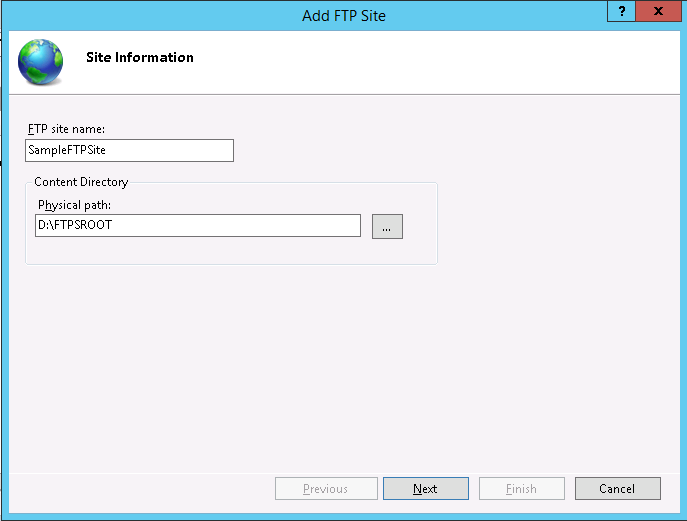 Add FTP Site
?
X
Site Information
FTP site name:
SampleFTPSite
Content Directory
Physical path:
D:\FTPSROOT
...
Previous
Next
Finish
Cancel